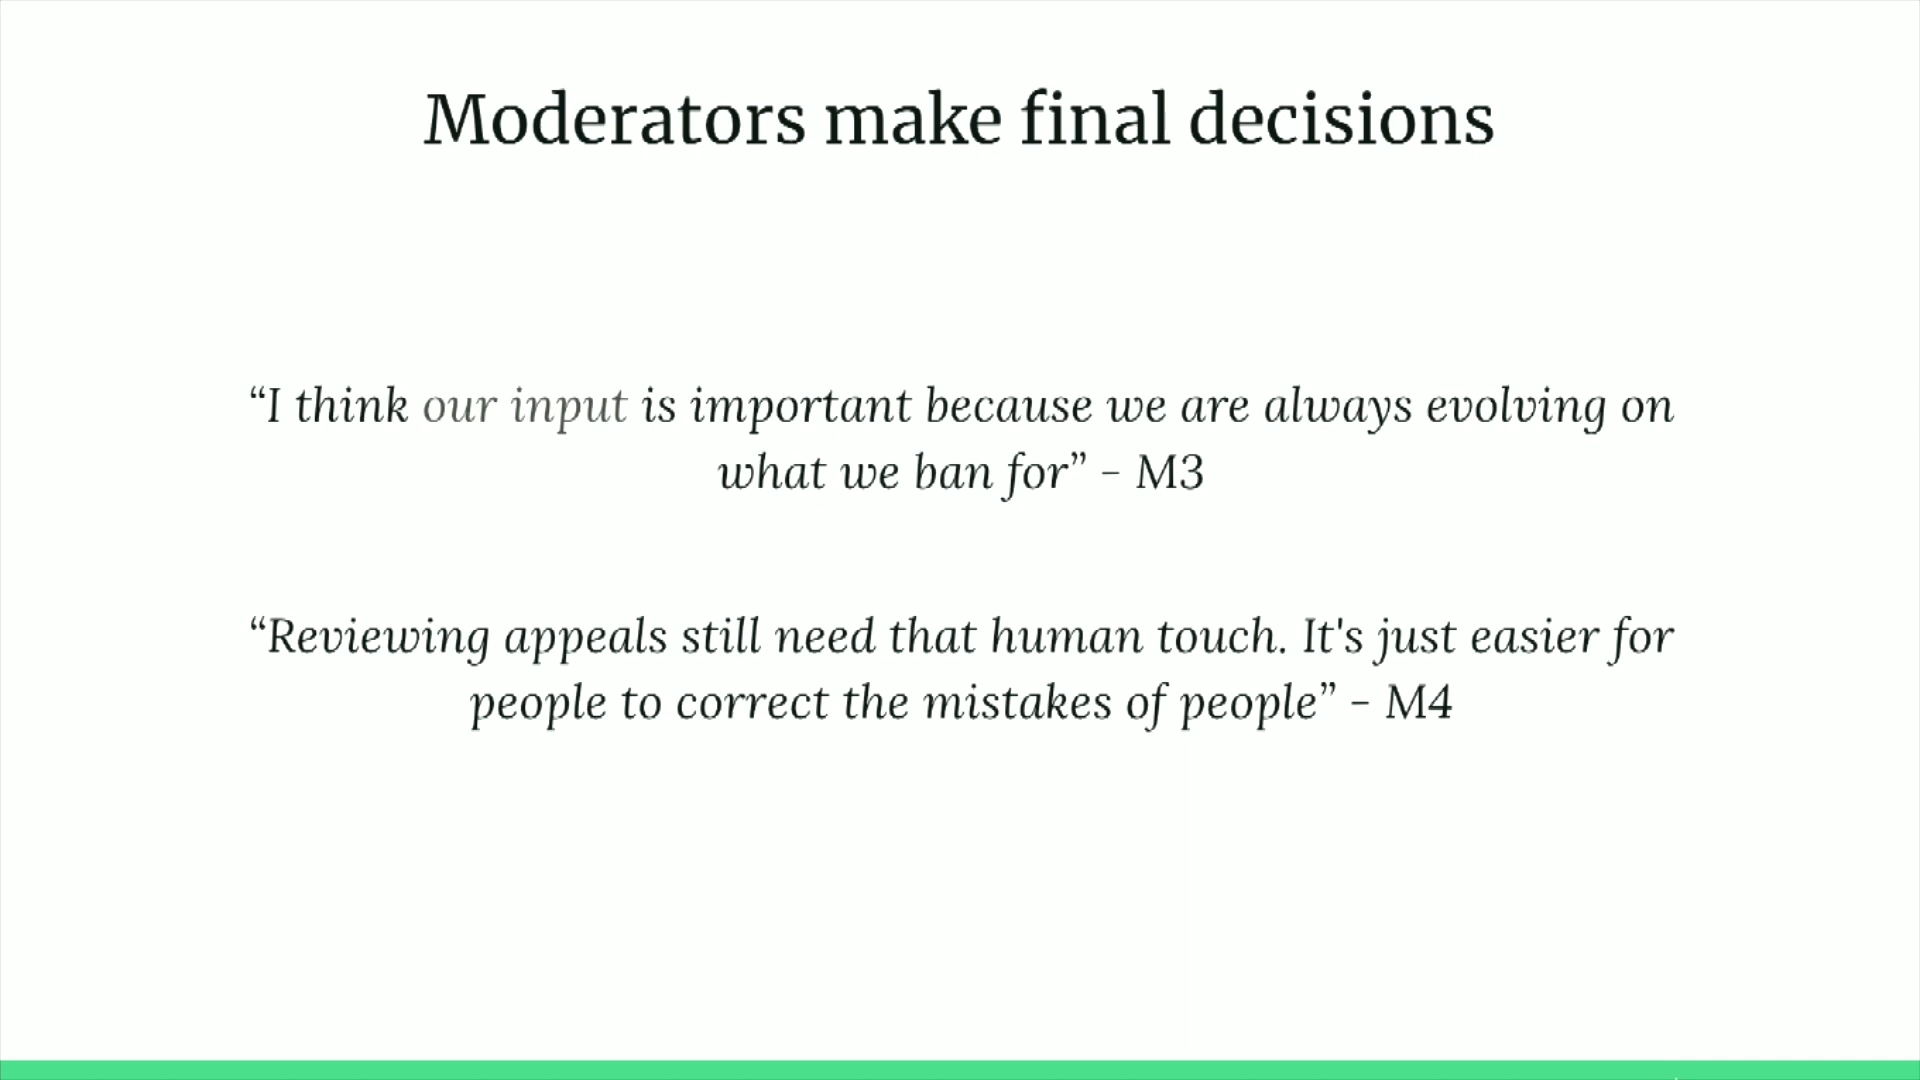 Moderators make final decisions
“I think our input is important because we are always evolving on
what we ban for” - M3
“Reviewing appeals still need that human touch. It's just easier for
people to correct the mistakes of people” - M4